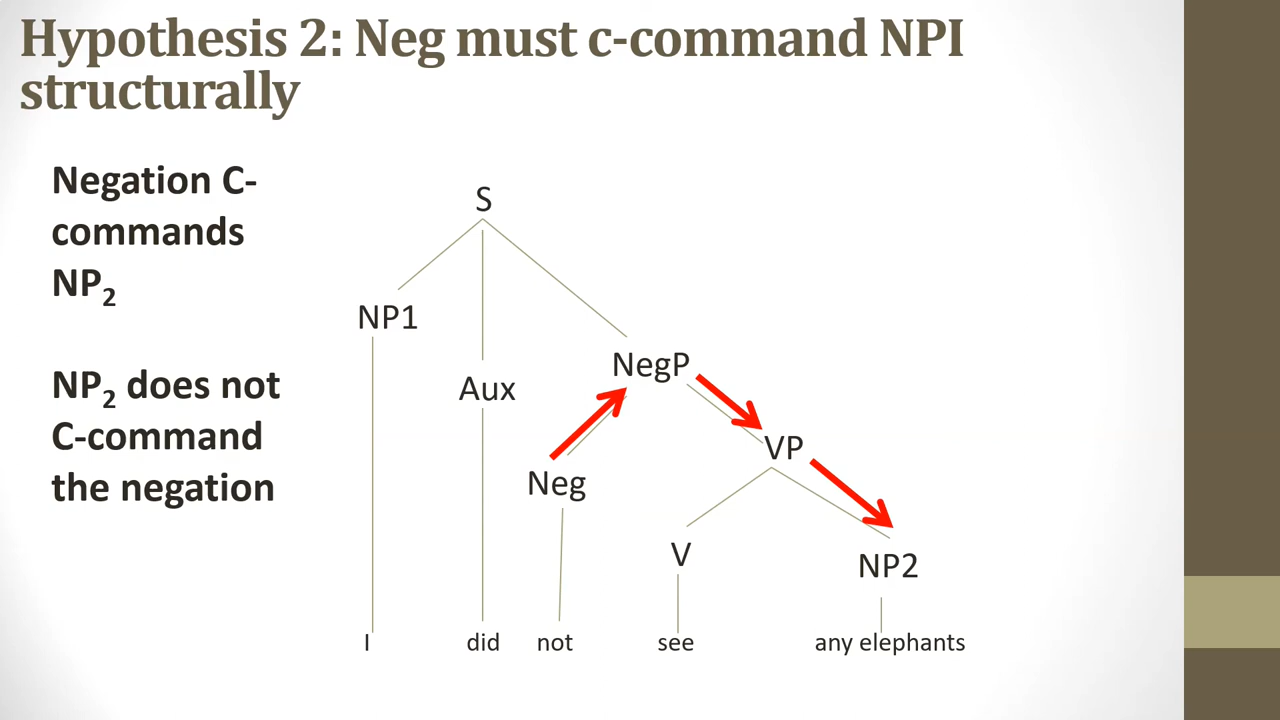 Hypothesis 2: Neg must c-command NPI
structurally
Negation C-
commands
NP2
NP2 does not
C-command
the negation
S
NP1
NegP
Aux
VP
Neg
V
NP2
I did not see any elephants